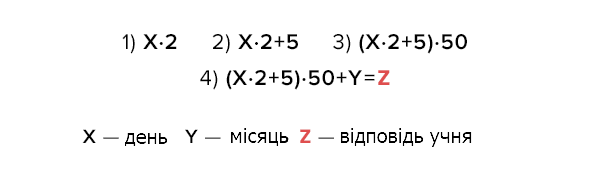 1) X·2 2) X·2+5 3) (X·2+5)·50
4) (X·2+5)·50+Y=Z
X — день Y — місяць Z — відповідь учня